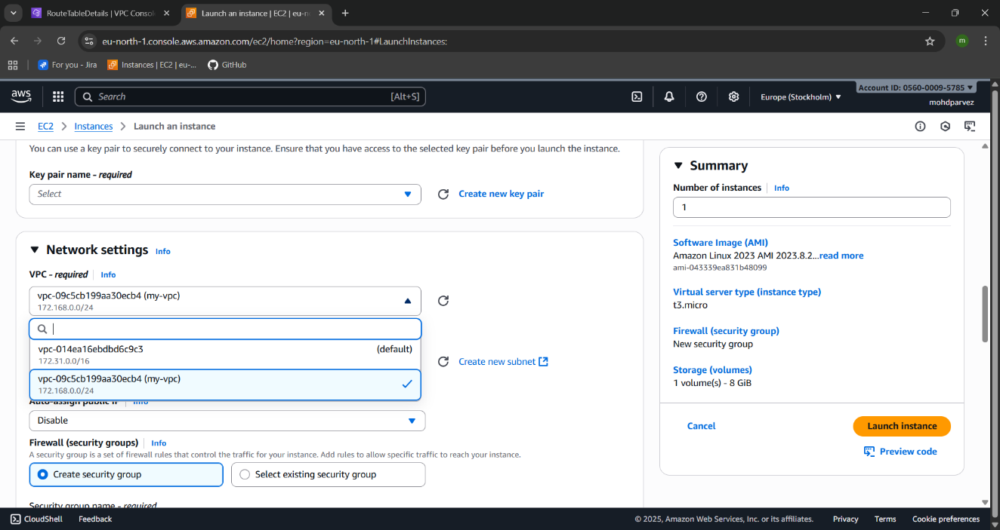 RouteTableDetails | VPC Consol
Launch an instance | EC2 | eu-n
eu-north-1.console.aws.amazon.com/ec2/home?region=eu-north-1#LaunchInstances:
m
For you - Jira
Instances | EC2 | eu-...
GitHub
aws
Search
[Alt+S]
Europe (Stockholm) ▼
Account ID: 0560-0009-5785 ▼
mohdparvez
EC2
Instances
Launch an instance
You can use a key pair to securely connect to your instance. Ensure that you have access to the selected key pair before you launch the instance.
Key pair name - required
Select
Create new key pair
Network settings Info
VPC - required Info
vpc-09c5cb199aa30ecb4 (my-vpc)
172.168.0.0/24
vpc-014ea16ebdbd6c9c3 (default)
172.31.0.0/16
vpc-09c5cb199aa30ecb4 (my-vpc)
172.168.0.0/24
Create new subnet
Auto-assign public IP Info
Disable
Firewall (security groups) Info
A security group is a set of firewall rules that control the traffic for your instance. Add rules to allow specific traffic to reach your instance.
Create security group
Select existing security group
Security group name - required
Summary
Number of instances Info
1
Software Image (AMI)
Amazon Linux 2023 AMI 2023.8.2...read more
ami-043339ea831b48099
Virtual server type (instance type)
t3.micro
Firewall (security group)
New security group
Storage (volumes)
1 volume(s) - 8 GiB
Cancel
Launch instance
Preview code
CloudShell
Feedback
© 2025, Amazon Web Services, Inc. or its affiliates.
Privacy
Terms
Cookie preferences